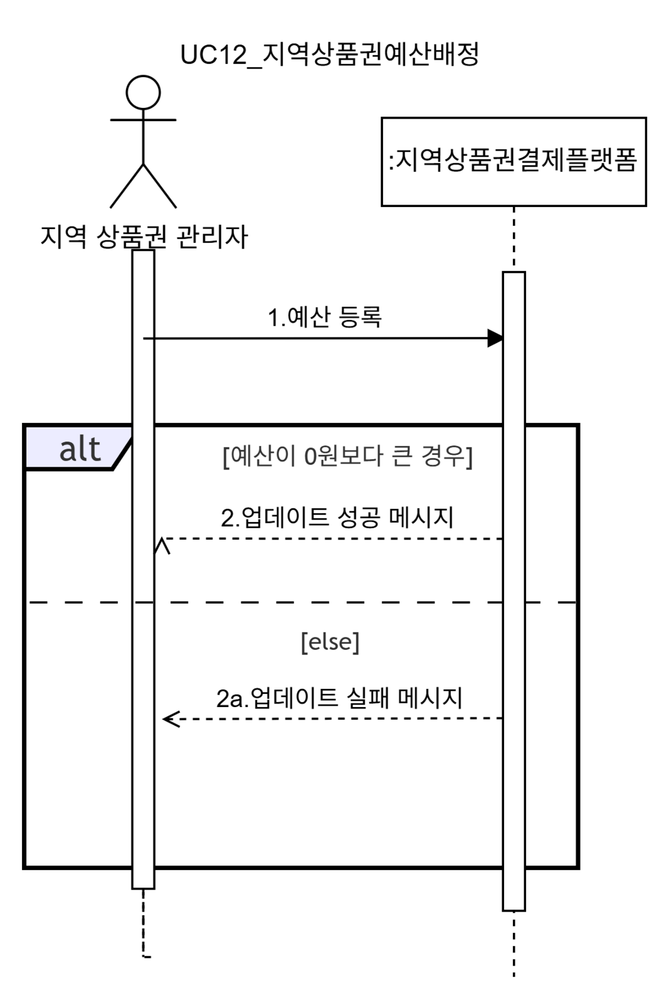 UC12_지역상품권예산배정
:지역상품권결제플랫폼
지역 상품권 관리자
1.예산 등록
alt
[예산이 0원보다 큰 경우]
2.업데이트 성공 메시지
[else]
2a.업데이트 실패 메시지